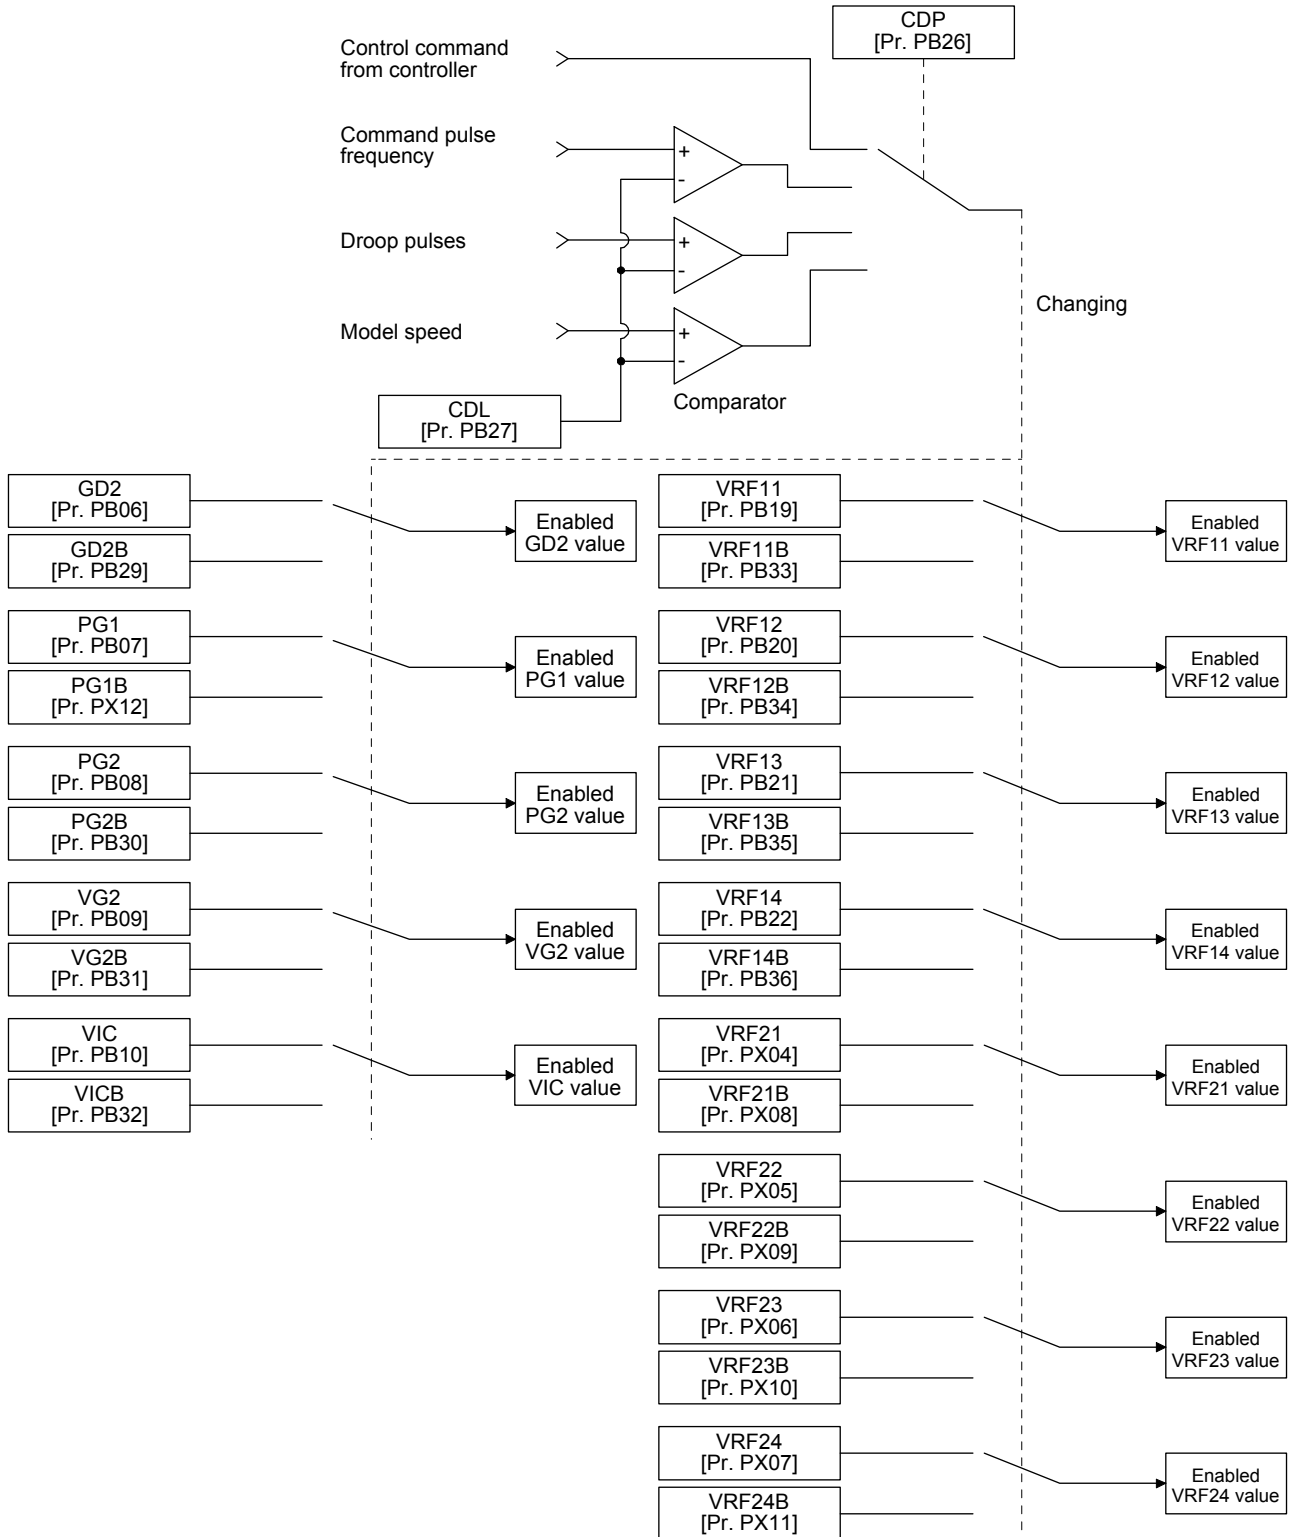 CDP
[Pr. PB26]
Control command
from controller
Command pulse
frequency
+
-
Droop pulses
+
-
Changing
Model speed
+
-
Comparator
CDL
[Pr. PB27]
GD2
[Pr. PB06]
GD2B
[Pr. PB29]
Enabled
GD2 value
PG1
[Pr. PB07]
PG1B
[Pr. PX12]
Enabled
PG1 value
PG2
[Pr. PB08]
PG2B
[Pr. PB30]
Enabled
PG2 value
VG2
[Pr. PB09]
VG2B
[Pr. PB31]
Enabled
VG2 value
VIC
[Pr. PB10]
VICB
[Pr. PB32]
Enabled
VIC value
VRF11
[Pr. PB19]
VRF11B
[Pr. PB33]
Enabled
VRF11 value
VRF12
[Pr. PB20]
VRF12B
[Pr. PB34]
Enabled
VRF12 value
VRF13
[Pr. PB21]
VRF13B
[Pr. PB35]
Enabled
VRF13 value
VRF14
[Pr. PB22]
VRF14B
[Pr. PB36]
Enabled
VRF14 value
VRF21
[Pr. PX04]
VRF21B
[Pr. PX08]
Enabled
VRF21 value
VRF22
[Pr. PX05]
VRF22B
[Pr. PX09]
Enabled
VRF22 value
VRF23
[Pr. PX06]
VRF23B
[Pr. PX10]
Enabled
VRF23 value
VRF24
[Pr. PX07]
VRF24B
[Pr. PX11]
Enabled
VRF24 value